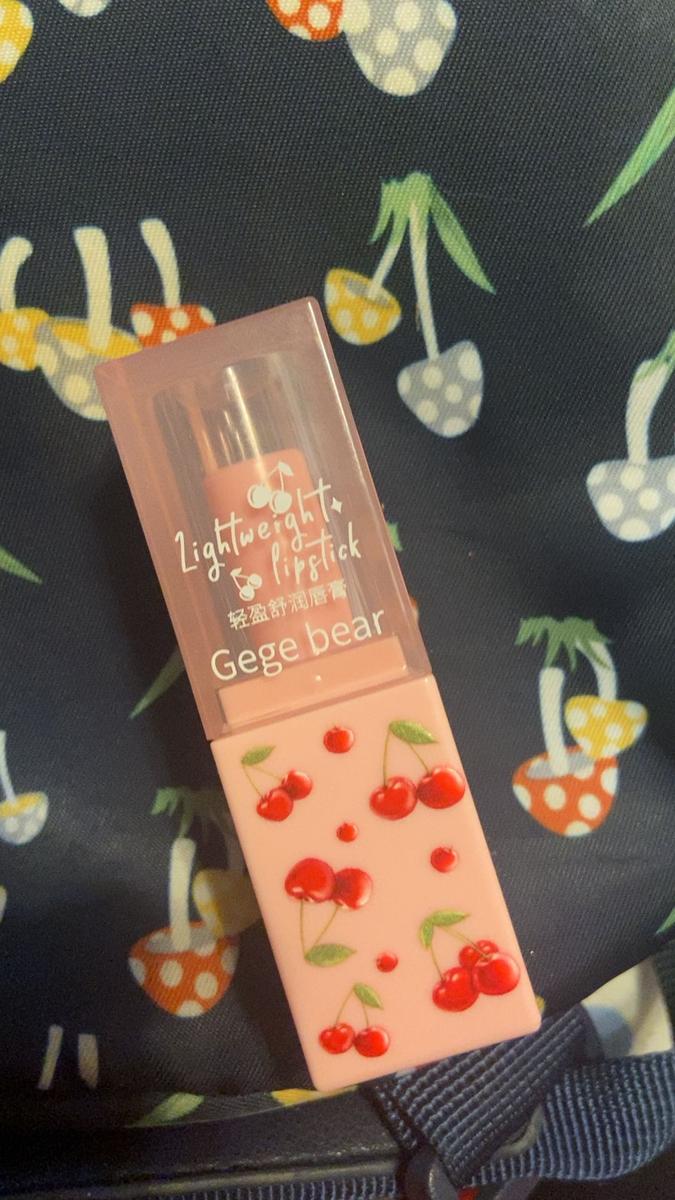 Lightweight
lipstick
轻盈舒润唇膏
Gege bear